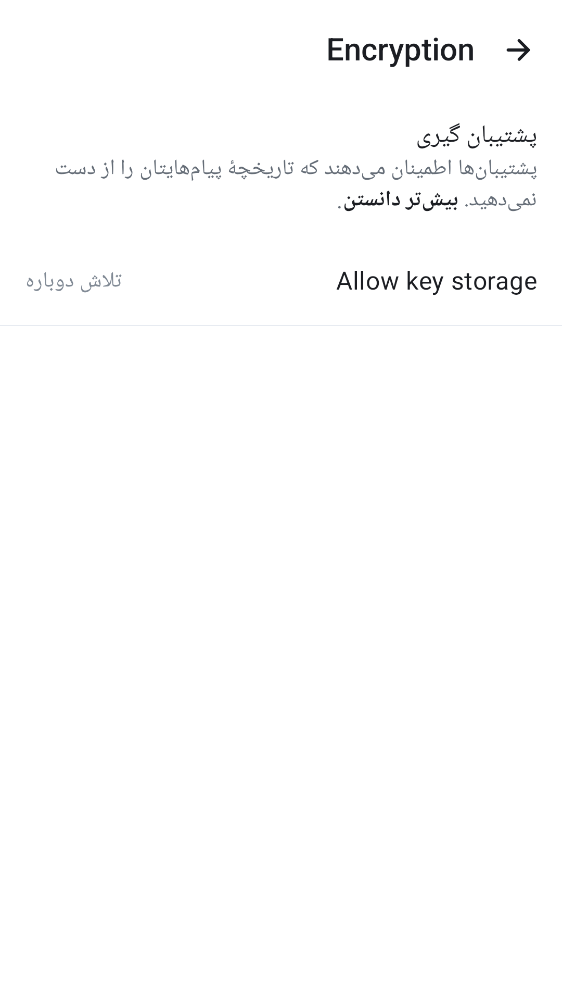 Encryption
پشتیبان گیری
پشتیبان‌ها اطمینان می‌دهند که تاریخچهٔ پیام‌هایتان را از دست
نمی‌دهید. بیش‌تر دانستن.
Allow key storage
تلاش دوباره